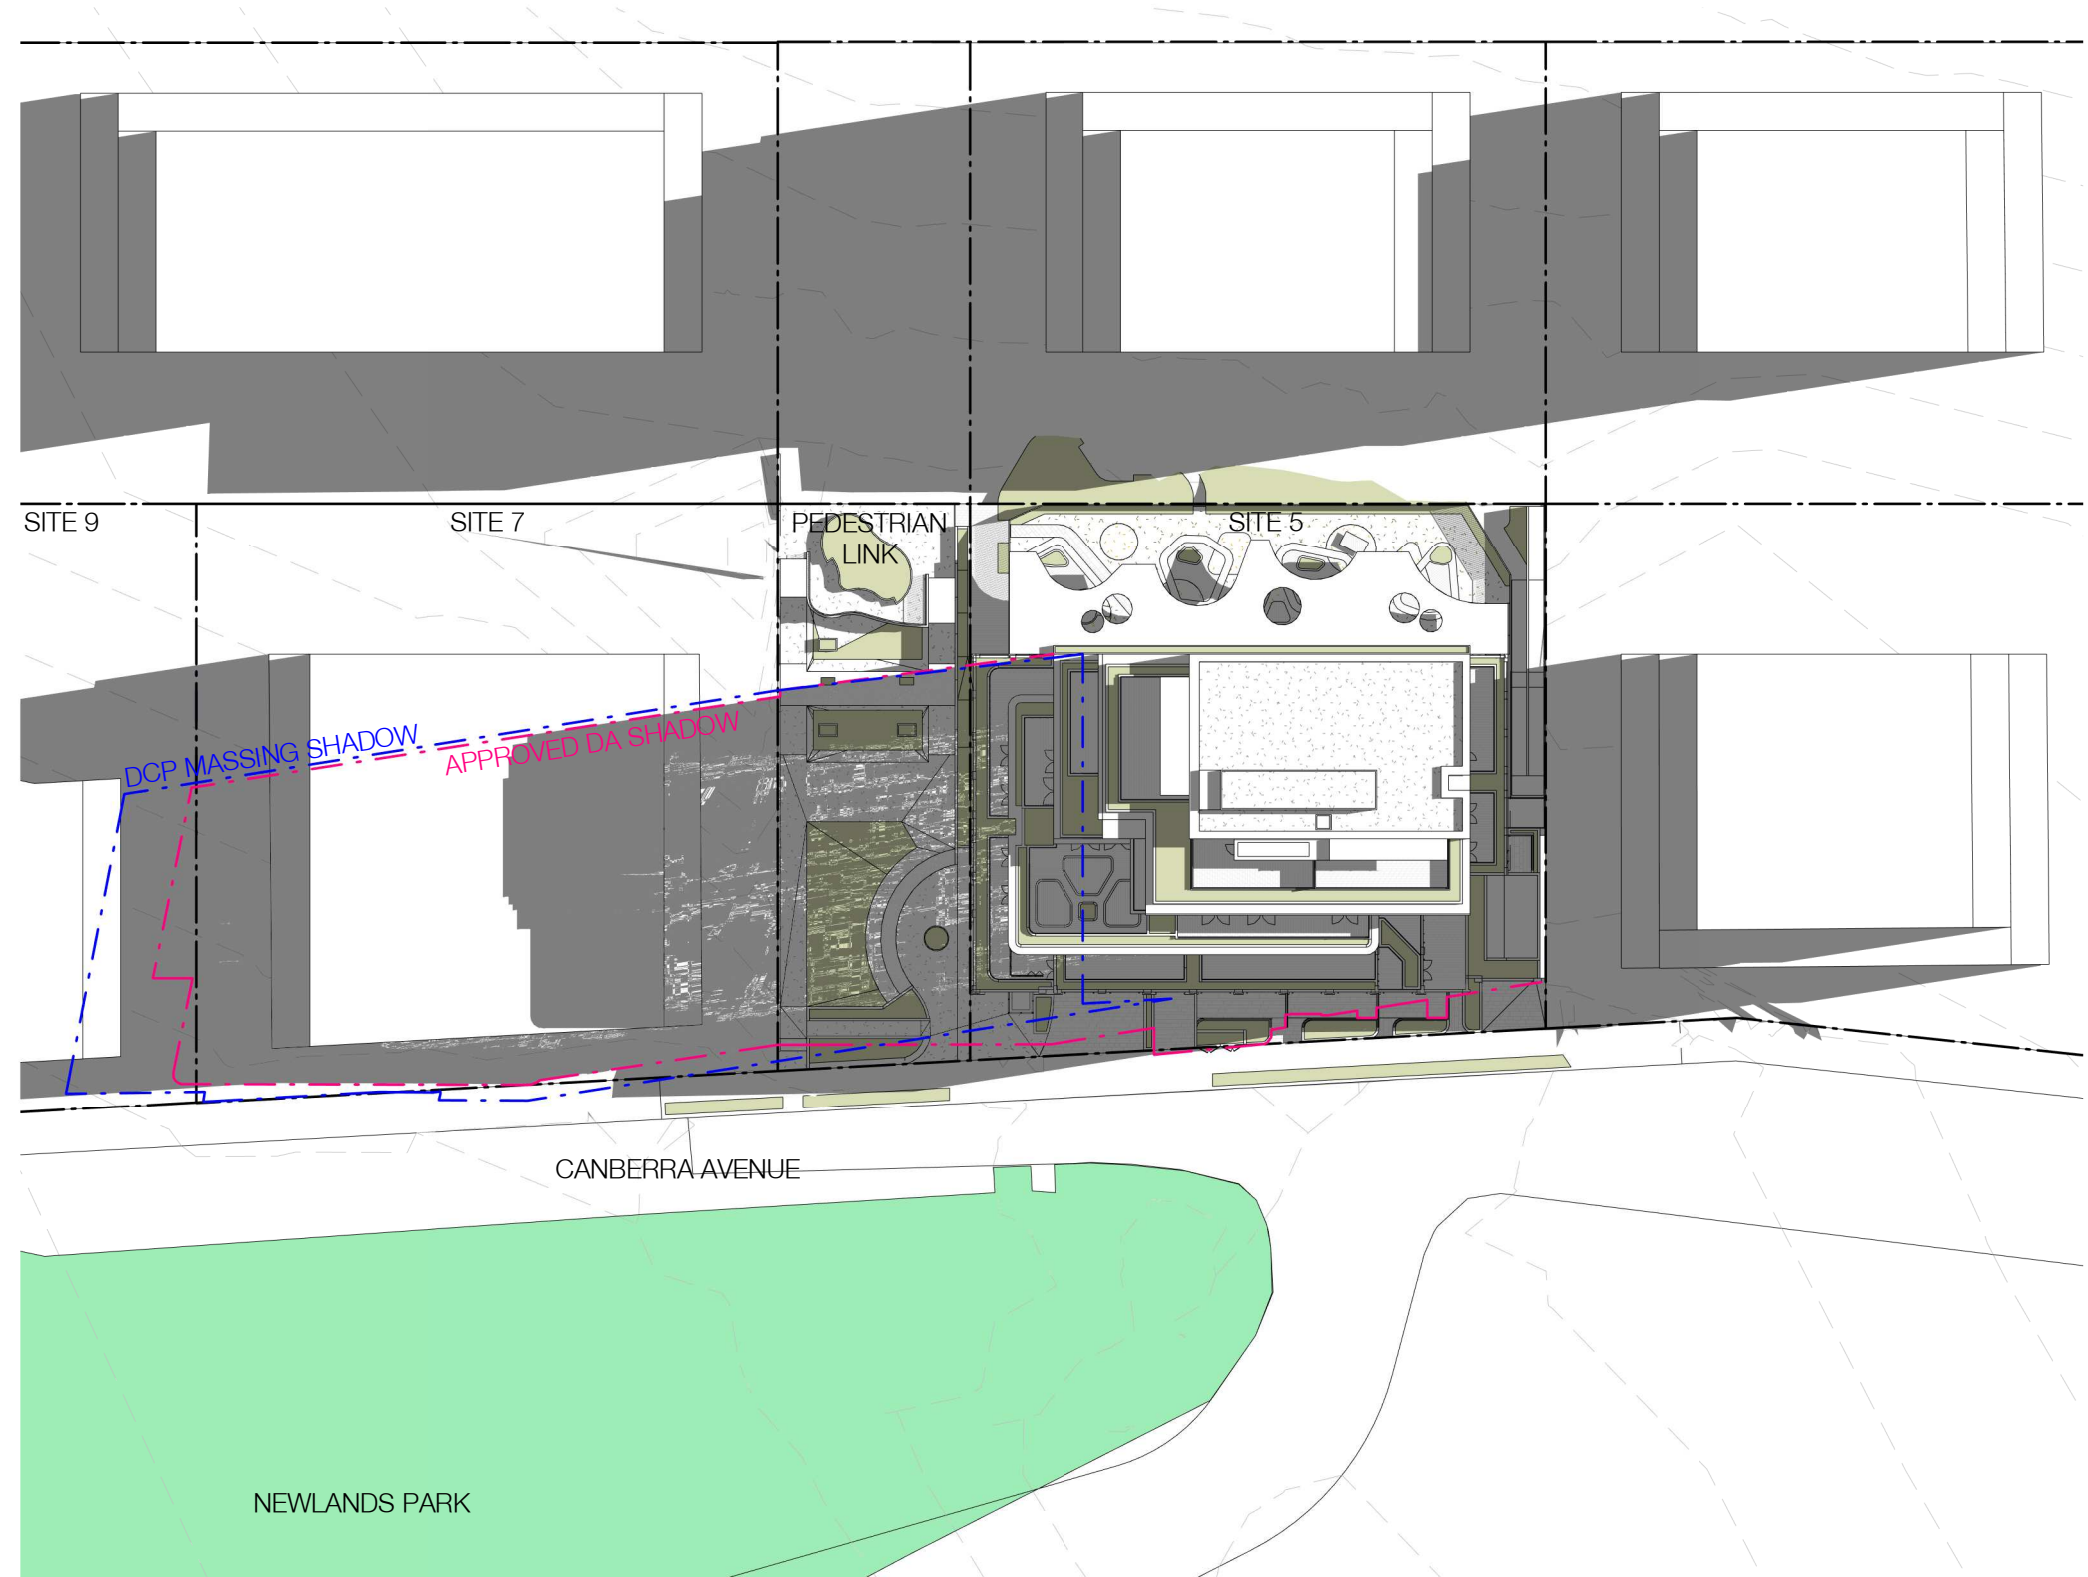 SITE 9
SITE 7
PEDESTRIAN
LINK
SITE 5
DCP MASSING SHADOW
APPROVED DA SHADOW
CANBERRA AVENUE
NEWLANDS PARK